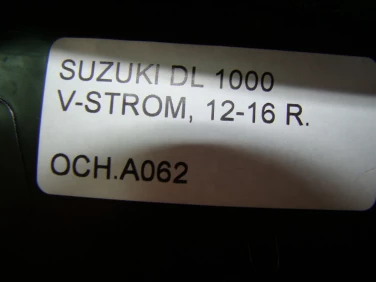 SUZUKI DL 1000
V-STROM, 12-16 R.
OCH.A062